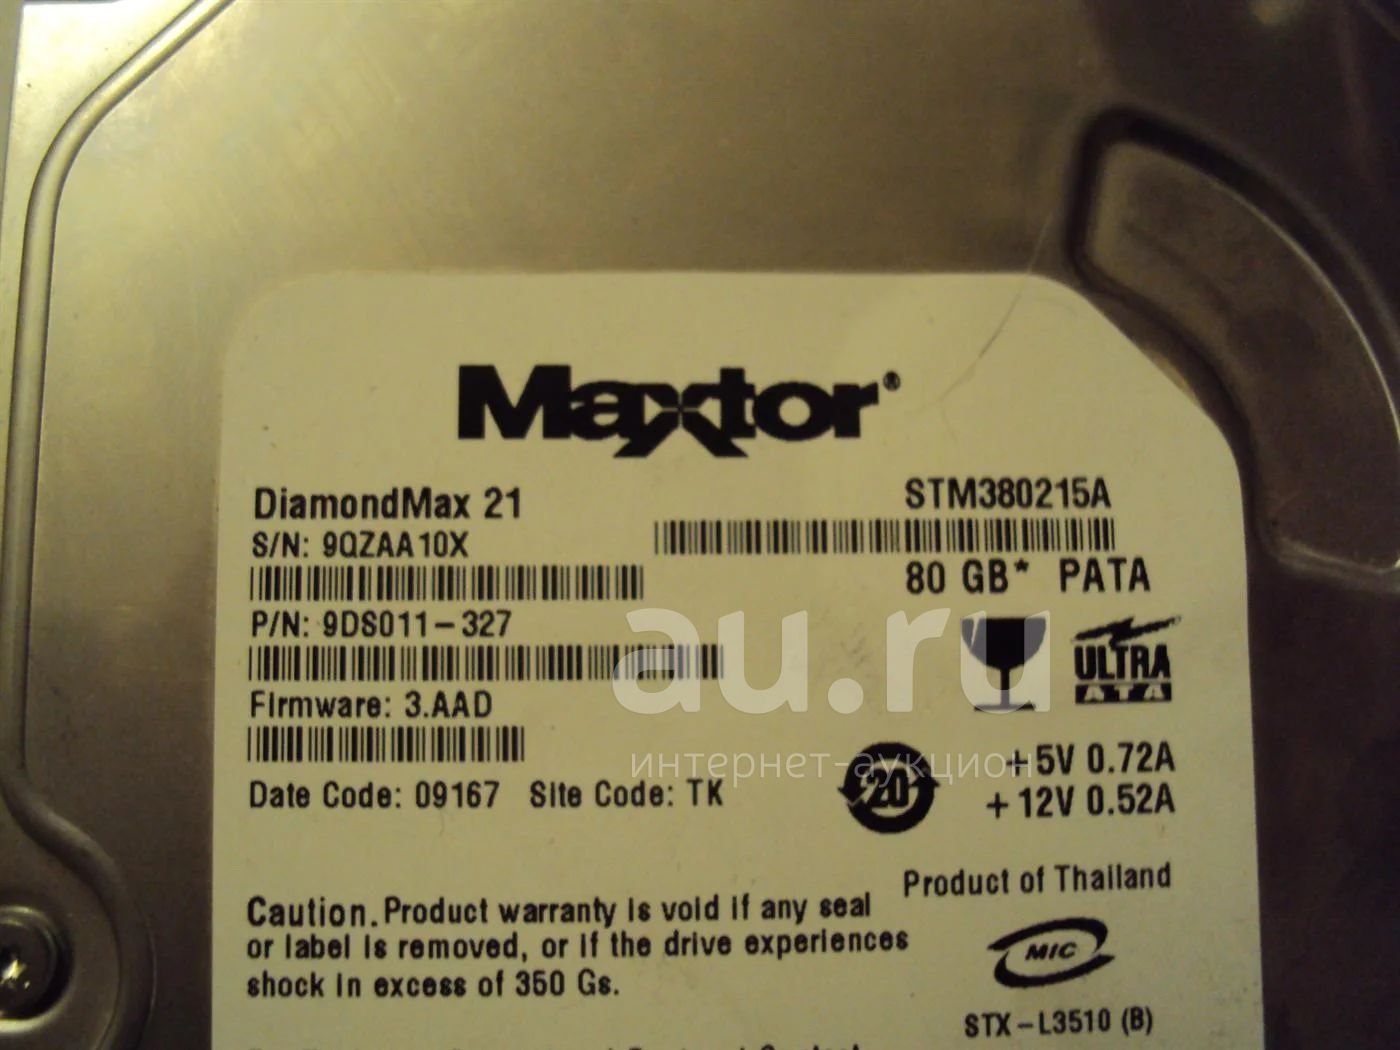 Maxtor®
DiamondMax 21
STM380215A
S/N: 9QZAA10X
80 GB* PATA
P/N: 9DS011-327
ULTRA
ATA
Firmware: 3.AAD
Date Code: 09167 Site Code: TK
20
+5V 0.72A
+12V 0.52A
Product of Thailand
Caution. Product warranty is void if any seal
or label is removed, or if the drive experiences
shock in excess of 350 Gs.
MIC
STX-L3510 (B)
au.ru
интернет-аукцион